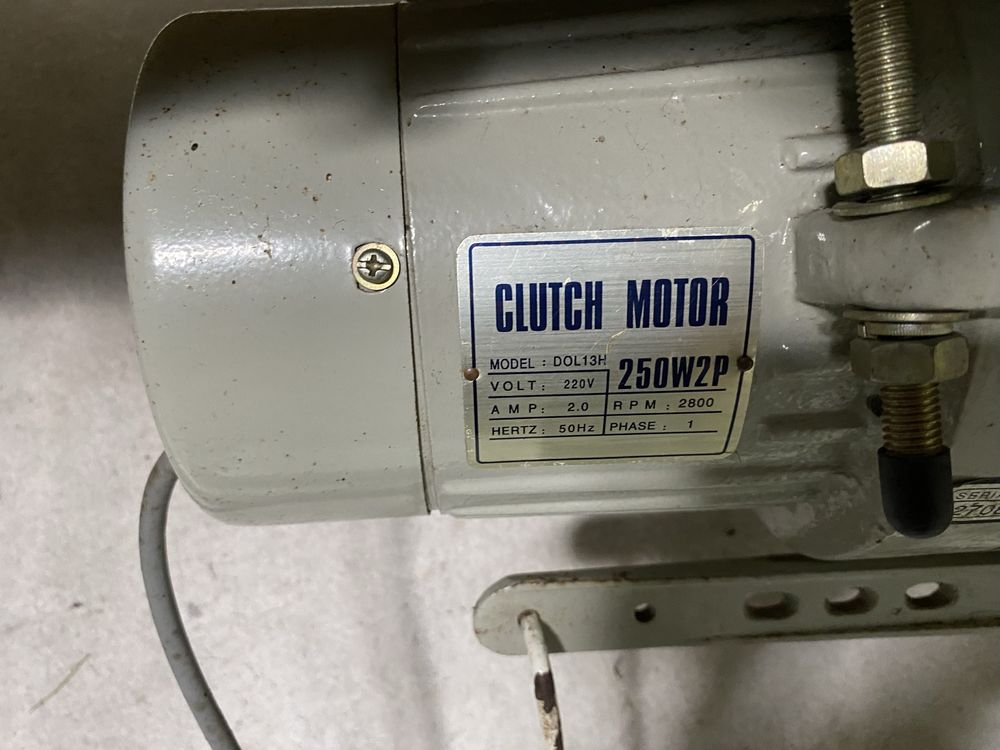 CLUTCH MOTOR
MODEL : DOL13H
250W2P
VOLT : 220V
AMP : 2.0
RPM : 2800
HERTZ : 50Hz
PHASE : 1